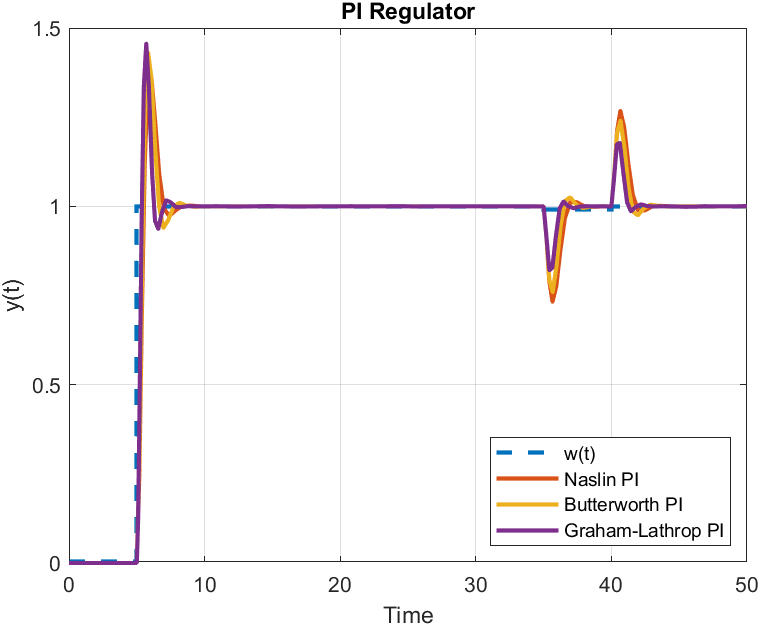 PI Regulator
1.5
1
0.5
0
y(t)
0 10 20 30 40 50
Time
w(t)
Naslin PI
Butterworth PI
Graham-Lathrop PI